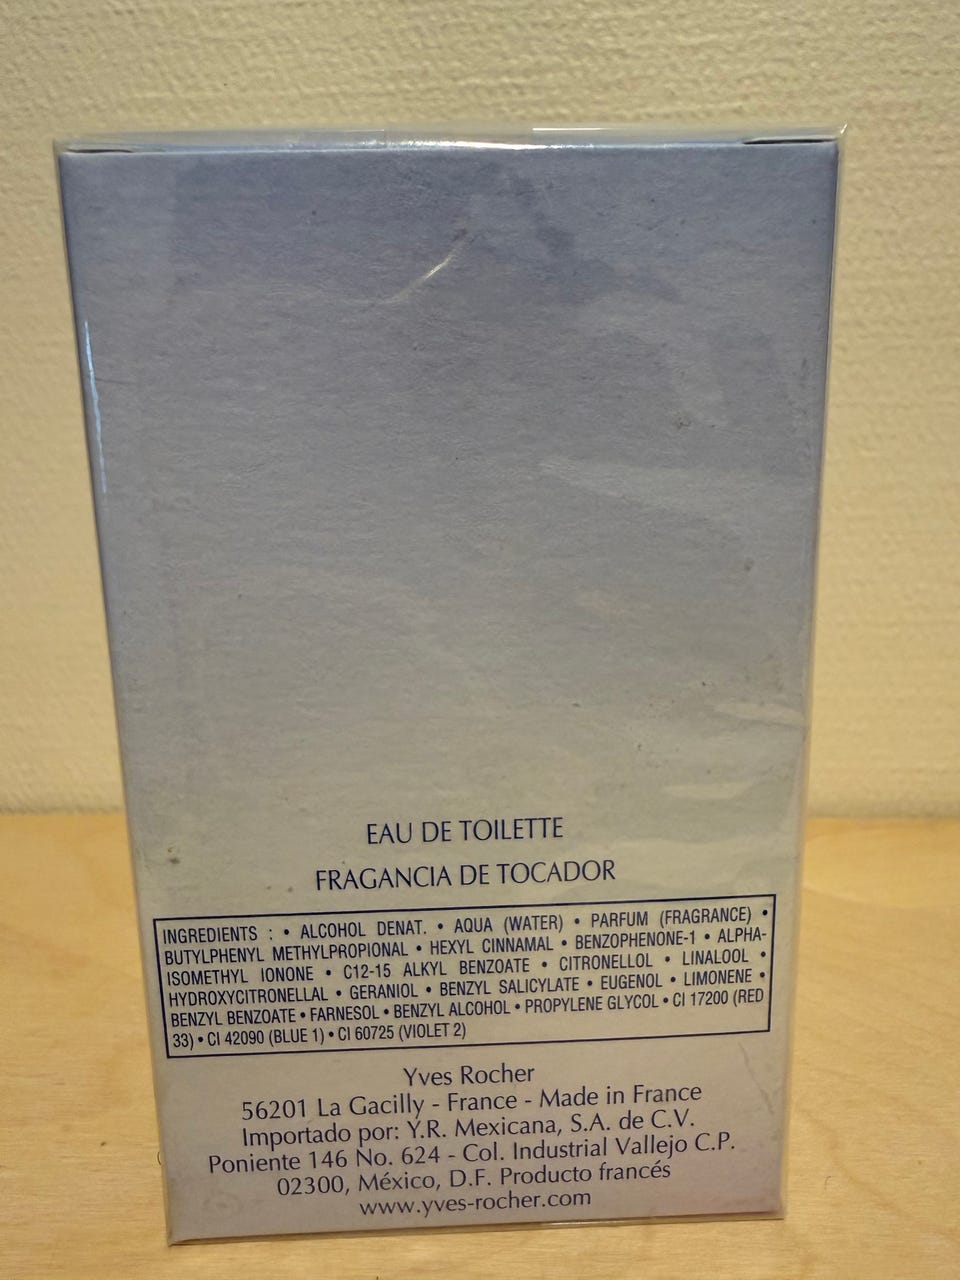 EAU DE TOILETTE
FRAGANCIA DE TOCADOR
INGREDIENTS : • ALCOHOL DENAT. • AQUA (WATER) • PARFUM (FRAGRANCE) •
BUTYLPHENYL METHYLPROPIONAL • HEXYL CINNAMAL • BENZOPHENONE-1 • ALPHA-
ISOMETHYL IONONE • C12-15 ALKYL BENZOATE • CITRONELLOL • LINALOOL •
HYDROXYCITRONELLAL • GERANIOL • BENZYL SALICYLATE • EUGENOL • LIMONENE •
BENZYL BENZOATE • FARNESOL • BENZYL ALCOHOL • PROPYLENE GLYCOL • CI 17200 (RED
33) • CI 42090 (BLUE 1) • CI 60725 (VIOLET 2)
Yves Rocher
56201 La Gacilly - France - Made in France
Importado por: Y.R. Mexicana, S.A. de C.V.
Poniente 146 No. 624 - Col. Industrial Vallejo C.P.
02300, México, D.F. Producto francés
www.yves-rocher.com